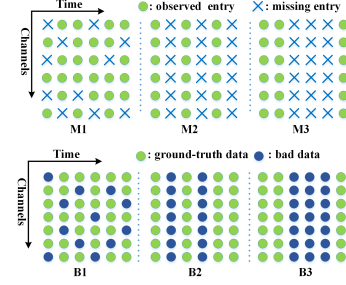 Time : observed entry : missing entry
Channels
M1 M2 M3
Time : ground-truth data : bad data
Channels
B1 B2 B3